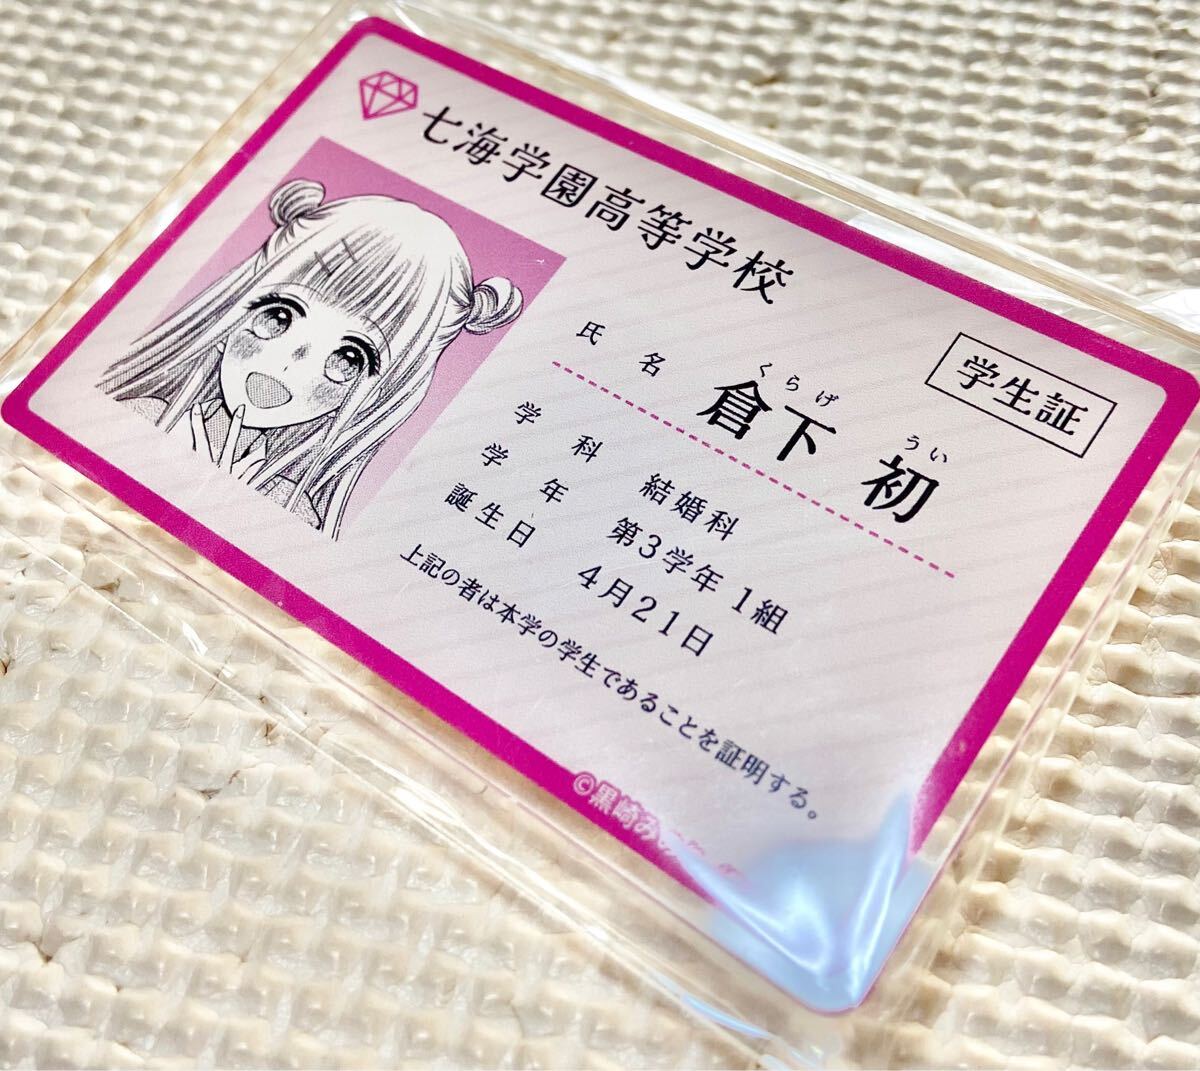 七海学園高等学校
学生証
くらげ うい
氏名 倉下 初
学科 結婚科
学年 第3学年 1組
誕生日 4月21日
上記の者は本学の学生であることを証明する。
©黒崎み